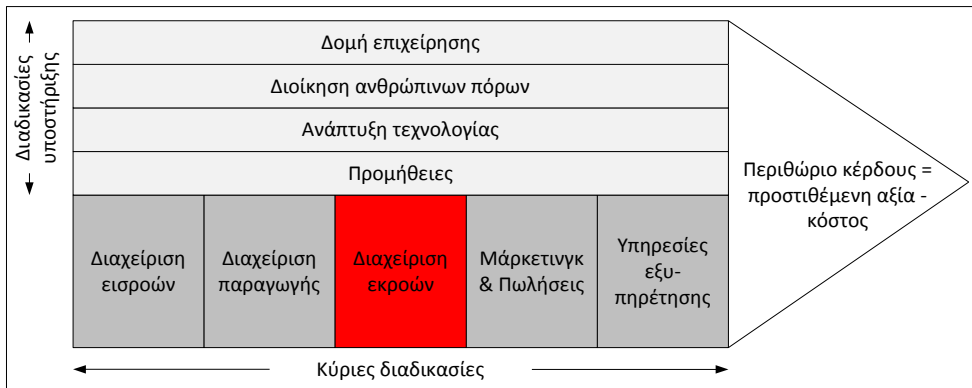 Διαδικασίες
υποστήριξης
Δομή επιχείρησης
Διοίκηση ανθρώπινων πόρων
Ανάπτυξη τεχνολογίας
Προμήθειες
Διαχείριση
εισροών
Διαχείριση
παραγωγής
Διαχείριση
εκροών
Μάρκετινγκ
& Πωλήσεις
Υπηρεσίες
εξυ-
πηρέτησης
Περιθώριο κέρδους =
προστιθέμενη αξία -
κόστος
Κύριες διαδικασίες